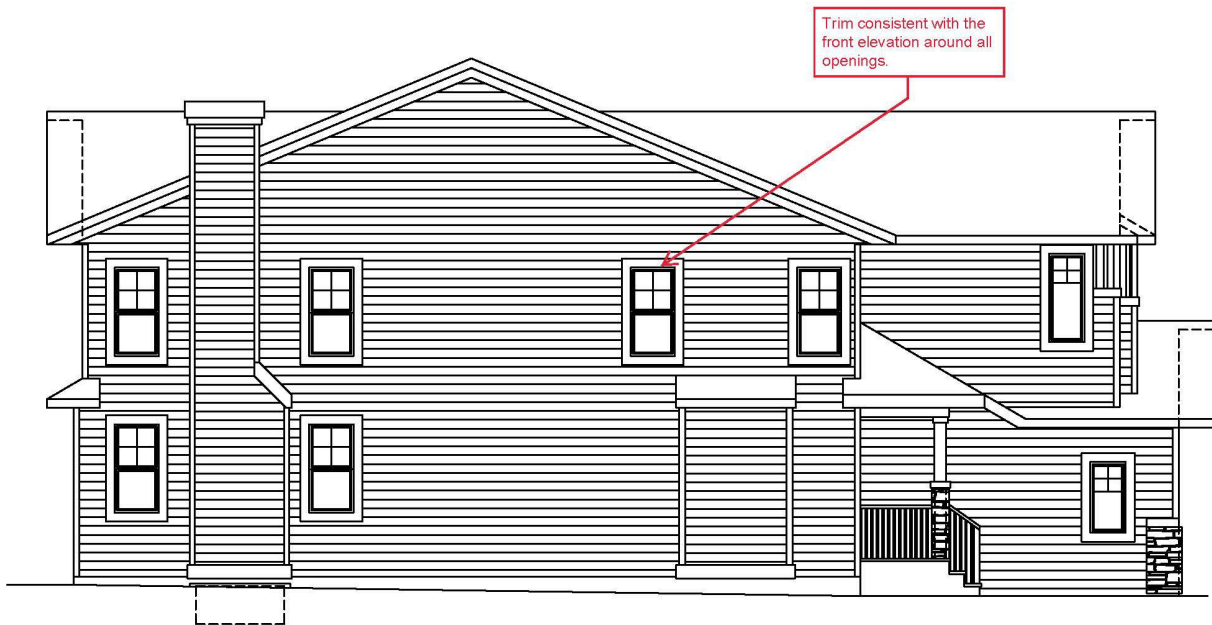 Trim consistent with the
front elevation around all
openings.